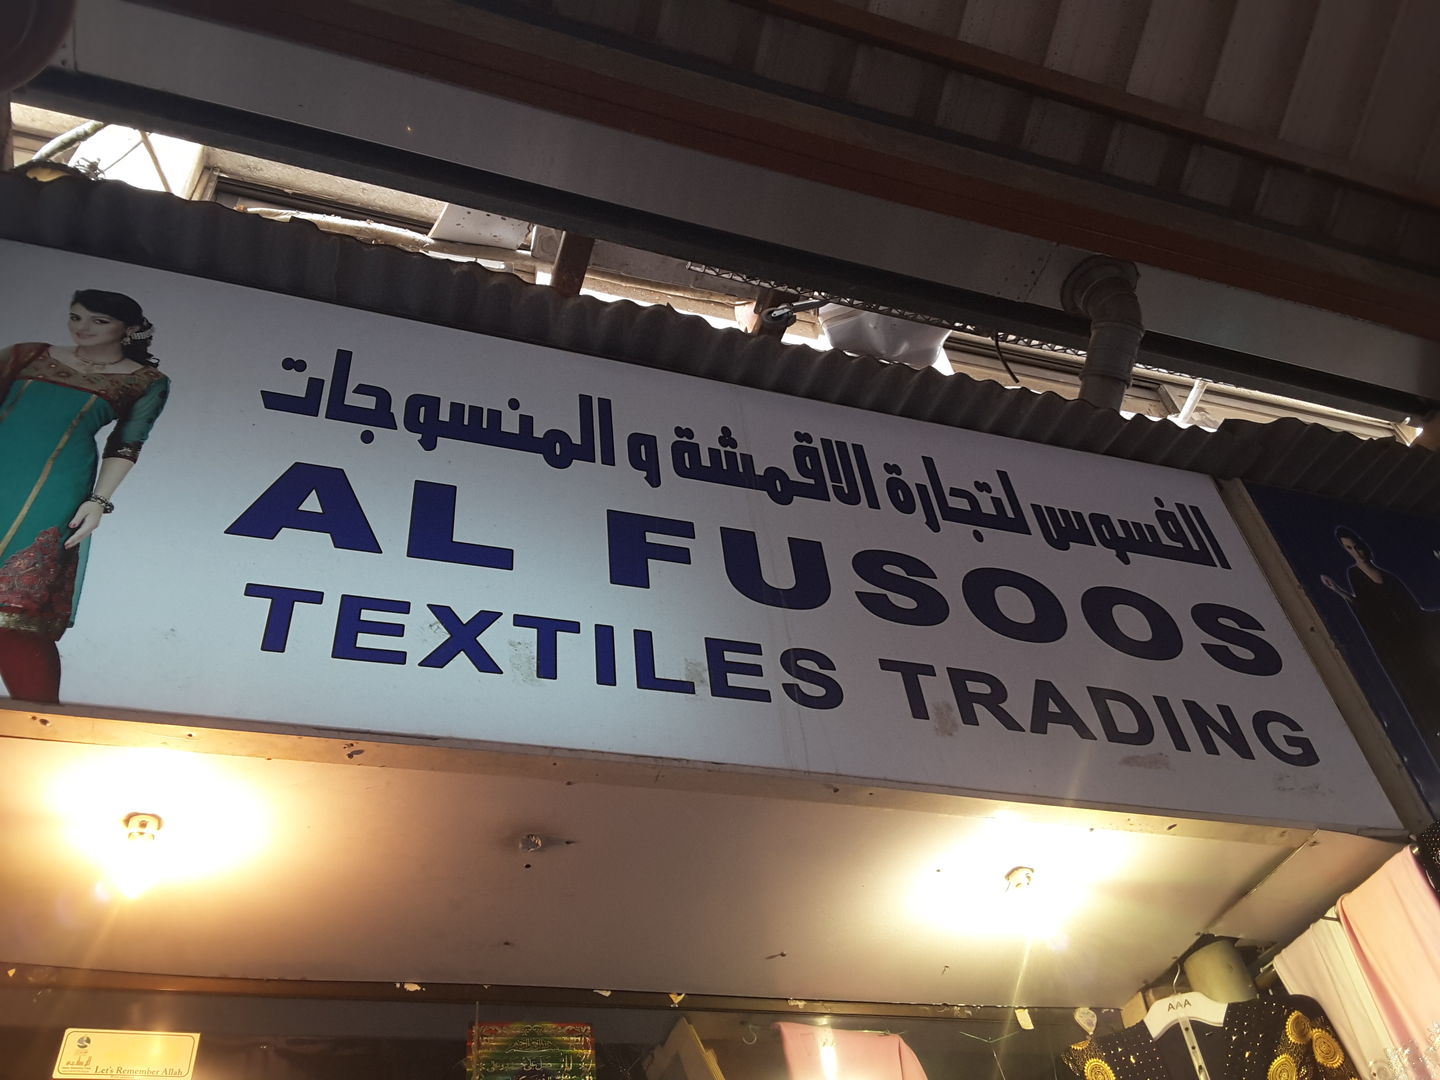 الفسوس لتجارة الاقمشة و المنسوجات
AL FUSOOS
TEXTILES TRADING
AAA
Let's Remember Allah